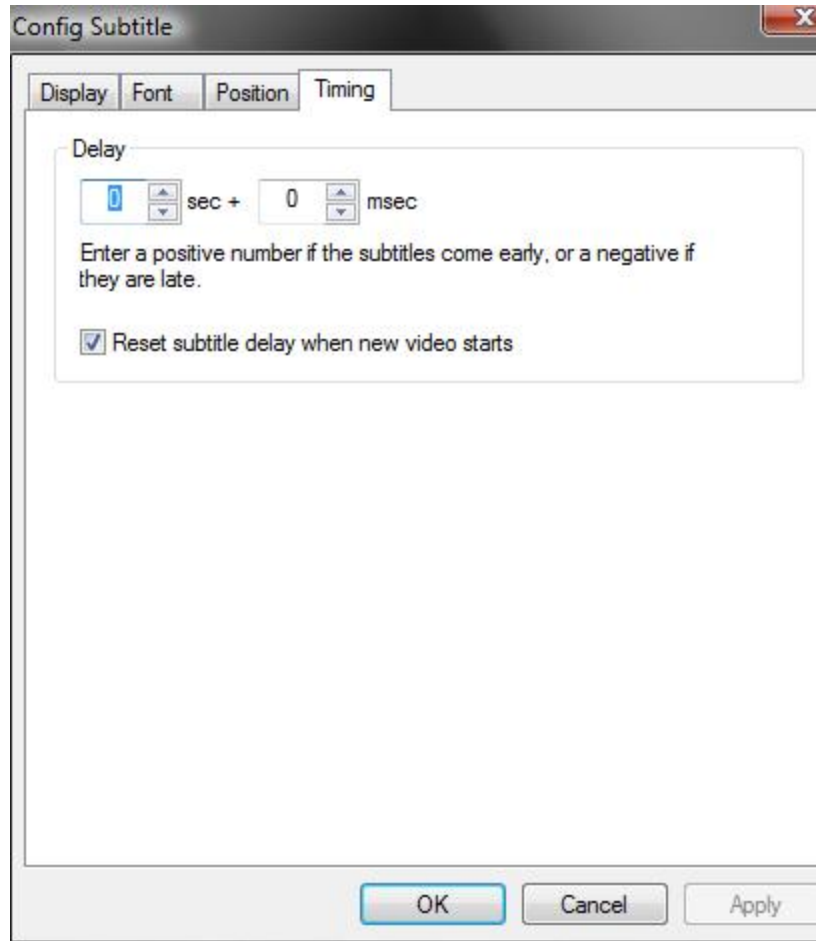 Config Subtitle
Display Font Position Timing
Delay
0 sec + 0 msec
Enter a positive number if the subtitles come early, or a negative if
they are late.
Reset subtitle delay when new video starts
OK Cancel Apply